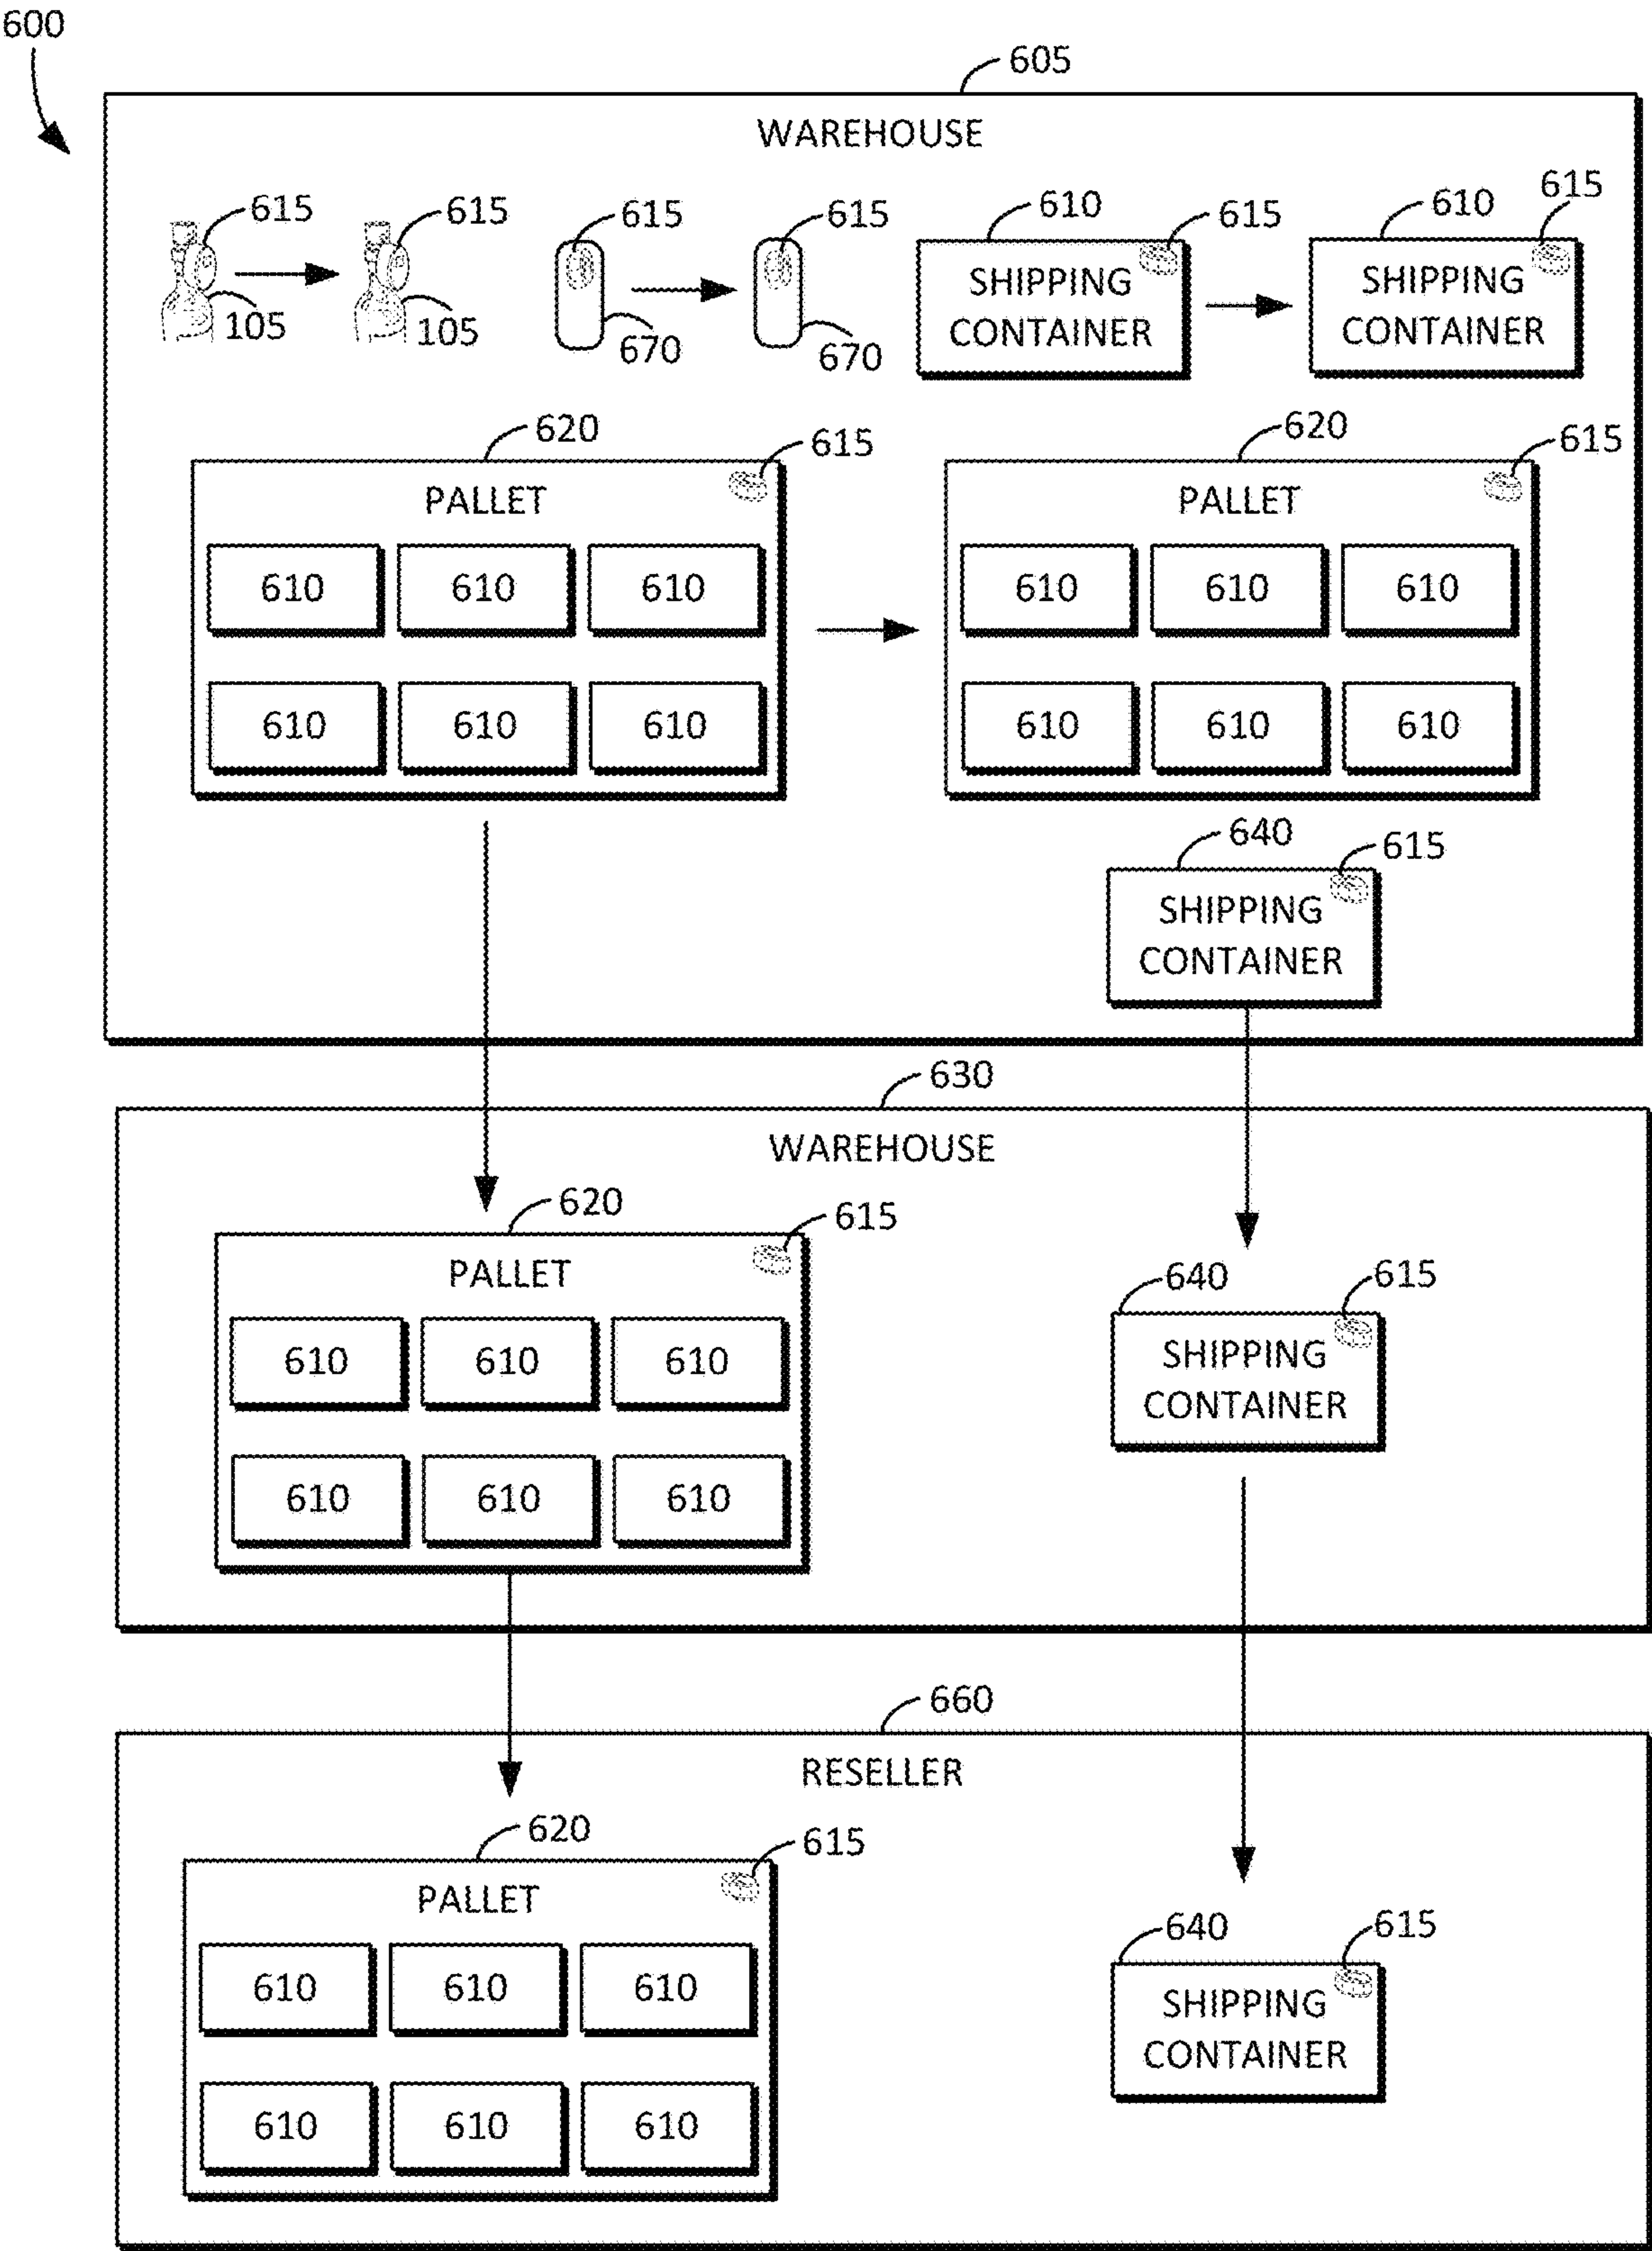 600
605
WAREHOUSE
615 615 615 615 610 615 610 615
SHIPPING CONTAINER
SHIPPING CONTAINER
105 105 670 670
620 615 620 615
PALLET PALLET
610 610 610 610 610 610
610 610 610 610 610 610
640 615
SHIPPING
CONTAINER
630
WAREHOUSE
620 615
PALLET
610 610 610
610 610 610
640 615
SHIPPING
CONTAINER
660
RESELLER
620 615
PALLET
610 610 610
610 610 610
640 615
SHIPPING
CONTAINER